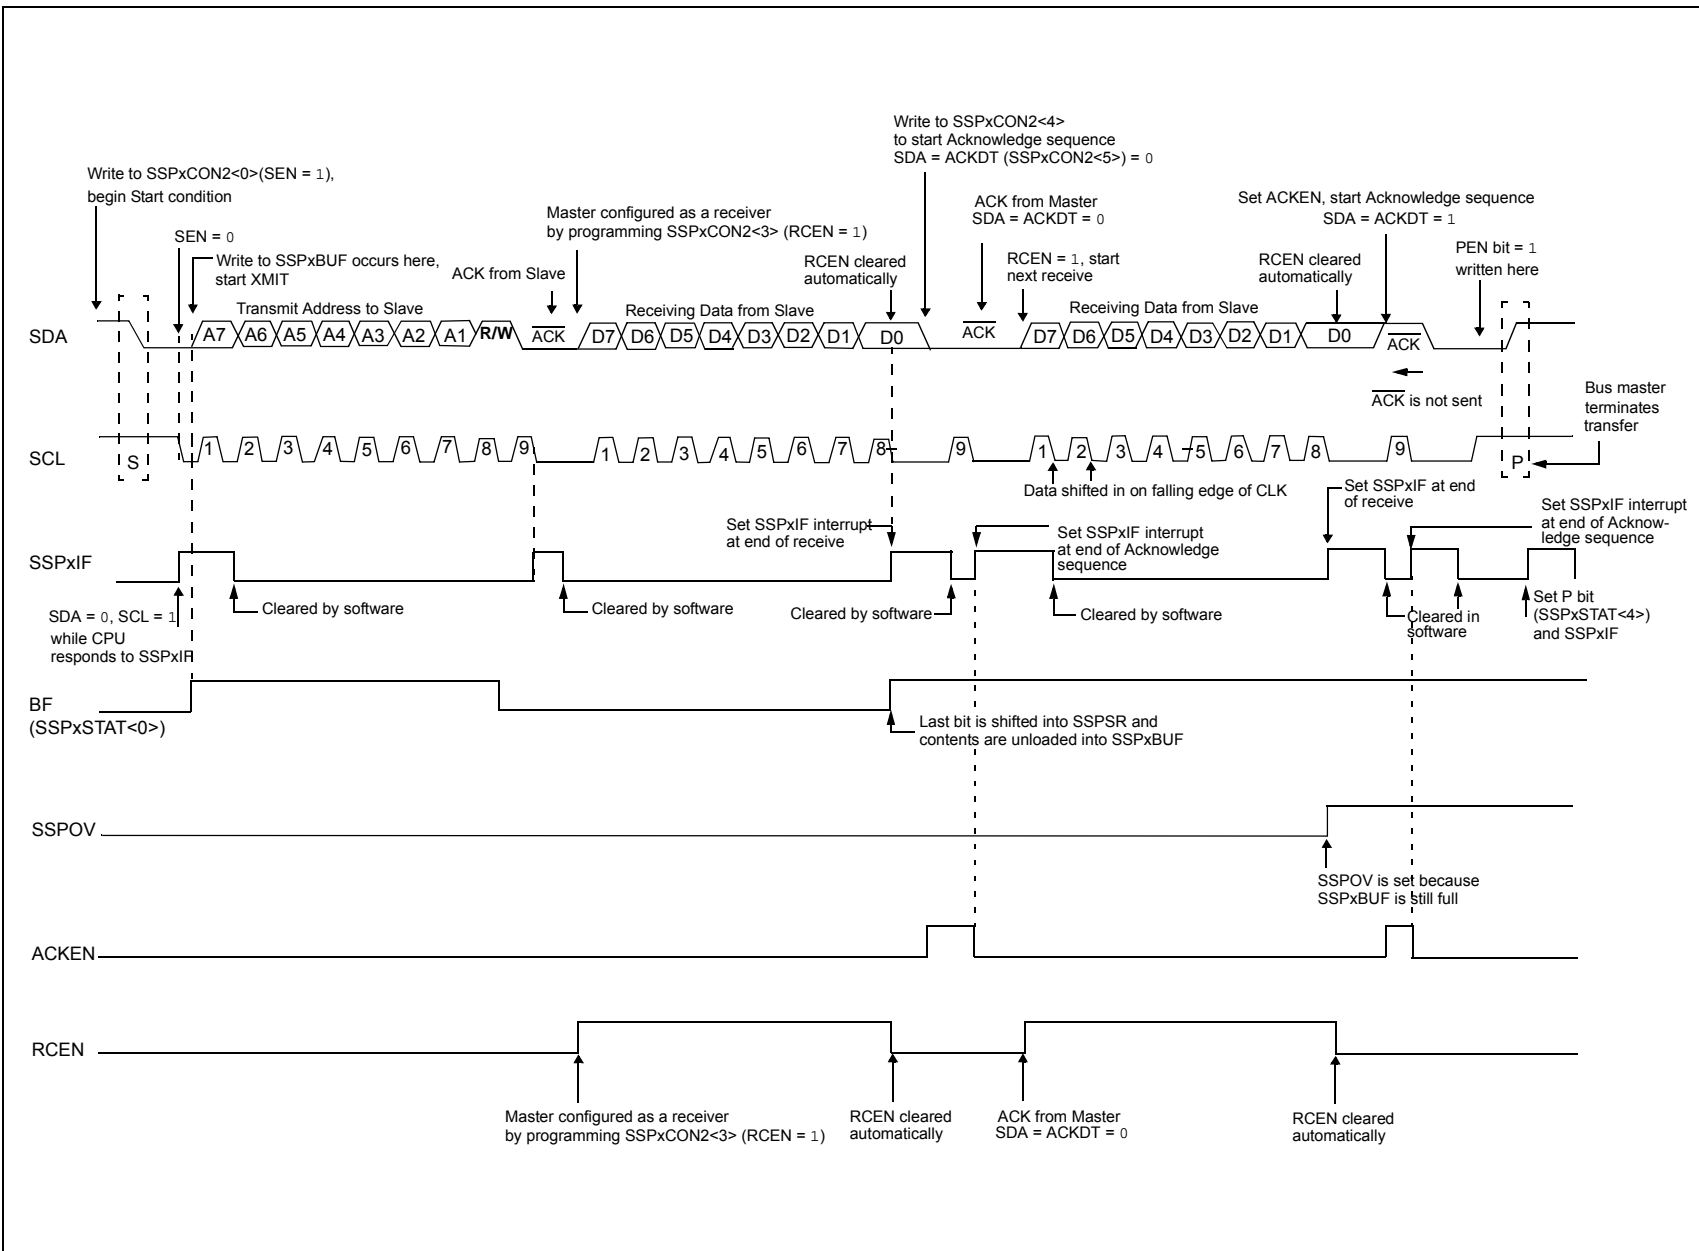 Write to SSPxCON2<4>
to start Acknowledge sequence
SDA = ACKDT (SSPxCON2<5>) = 0
Write to SSPxCON2<0>(SEN = 1),
begin Start condition
ACK from Master
SDA = ACKDT = 0
Set ACKEN, start Acknowledge sequence
SDA = ACKDT = 1
Master configured as a receiver
by programming SSPxCON2<3> (RCEN = 1)
SEN = 0
PEN bit = 1
written here
Write to SSPxBUF occurs here,
start XMIT
ACK from Slave
RCEN cleared
automatically
RCEN = 1, start
next receive
RCEN cleared
automatically
Transmit Address to Slave
Receiving Data from Slave
Receiving Data from Slave
SDA
A7 A6 A5 A4 A3 A2 A1 R/W ACK D7 D6 D5 D4 D3 D2 D1 D0 ACK D7 D6 D5 D4 D3 D2 D1 D0 ACK
ACK is not sent
Bus master
terminates
transfer
SCL
S 1 2 3 4 5 6 7 8 9 1 2 3 4 5 6 7 8 9 1 2 3 4 5 6 7 8 9 P
Data shifted in on falling edge of CLK
Set SSPxIF at end
of receive
Set SSPxIF interrupt
at end of receive
Set SSPxIF interrupt
at end of Acknowledge
sequence
Set SSPxIF interrupt
at end of Acknow-
ledge sequence
SSPxIF
SDA = 0, SCL = 1
while CPU
responds to SSPxIF
Cleared by software
Cleared by software
Cleared by software
Cleared by software
Cleared in
software
Set P bit
(SSPxSTAT<4>)
and SSPxIF
BF
(SSPxSTAT<0>)
Last bit is shifted into SSPSR and
contents are unloaded into SSPxBUF
SSPOV
SSPOV is set because
SSPxBUF is still full
ACKEN
RCEN
Master configured as a receiver
by programming SSPxCON2<3> (RCEN = 1)
RCEN cleared
automatically
ACK from Master
SDA = ACKDT = 0
RCEN cleared
automatically